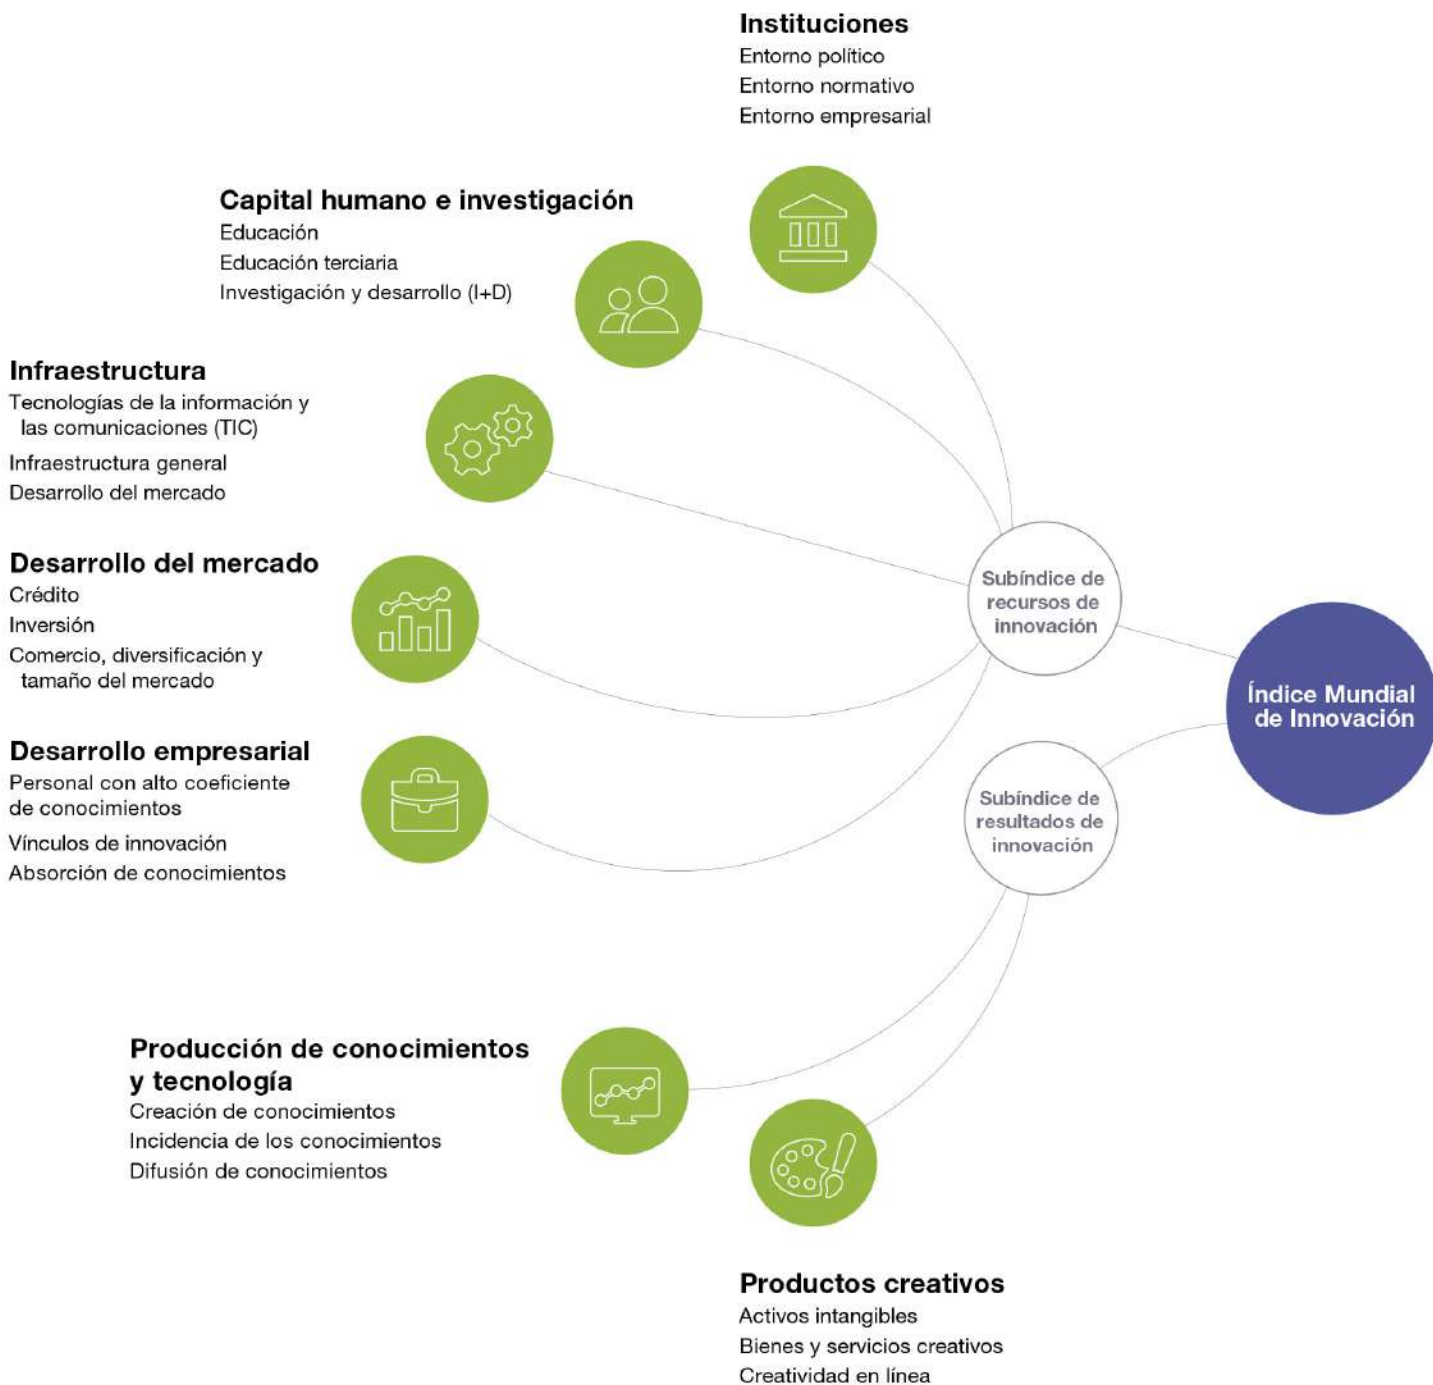 Instituciones
Entorno político
Entorno normativo
Entorno empresarial
Capital humano e investigación
Educación
Educación terciaria
Investigación y desarrollo (I+D)
Infraestructura
Tecnologías de la información y
las comunicaciones (TIC)
Infraestructura general
Desarrollo del mercado
Desarrollo del mercado
Crédito
Inversión
Comercio, diversificación y
tamaño del mercado
Desarrollo empresarial
Personal con alto coeficiente
de conocimientos
Vínculos de innovación
Absorción de conocimientos
Subíndice de
recursos de
innovación
Índice Mundial
de Innovación
Subíndice de
resultados de
innovación
Producción de conocimientos
y tecnología
Creación de conocimientos
Incidencia de los conocimientos
Difusión de conocimientos
Productos creativos
Activos intangibles
Bienes y servicios creativos
Creatividad en línea